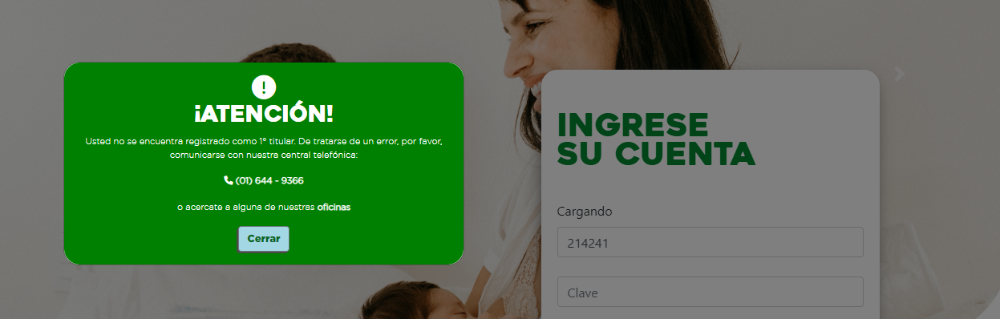 ¡ATENCIÓN!
Usted no se encuentra registrado como 1° titular. De tratarse de un error, por favor,
comunicarse con nuestra central telefónica:
(01) 644 - 9366
o acercate a alguna de nuestras oficinas
Cerrar
INGRESE
SU CUENTA
Cargando
214241
Clave